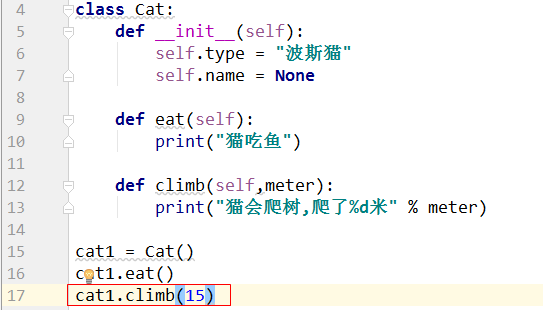 4 class Cat:
5     def __init__(self):
6         self.type = "波斯猫"
7         self.name = None
8
9     def eat(self):
10         print("猫吃鱼")
11
12     def climb(self,meter):
13         print("猫会爬树,爬了%d米" % meter)
14
15 cat1 = Cat()
16 cat1.eat()
17 cat1.climb(15)